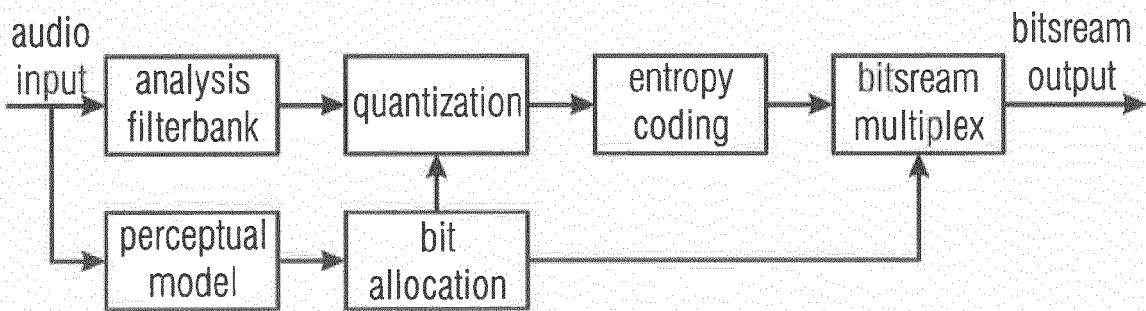 audio
input
analysis
filterbank
quantization
entropy
coding
bitsream
multiplex
bitsream
output
perceptual
model
bit
allocation